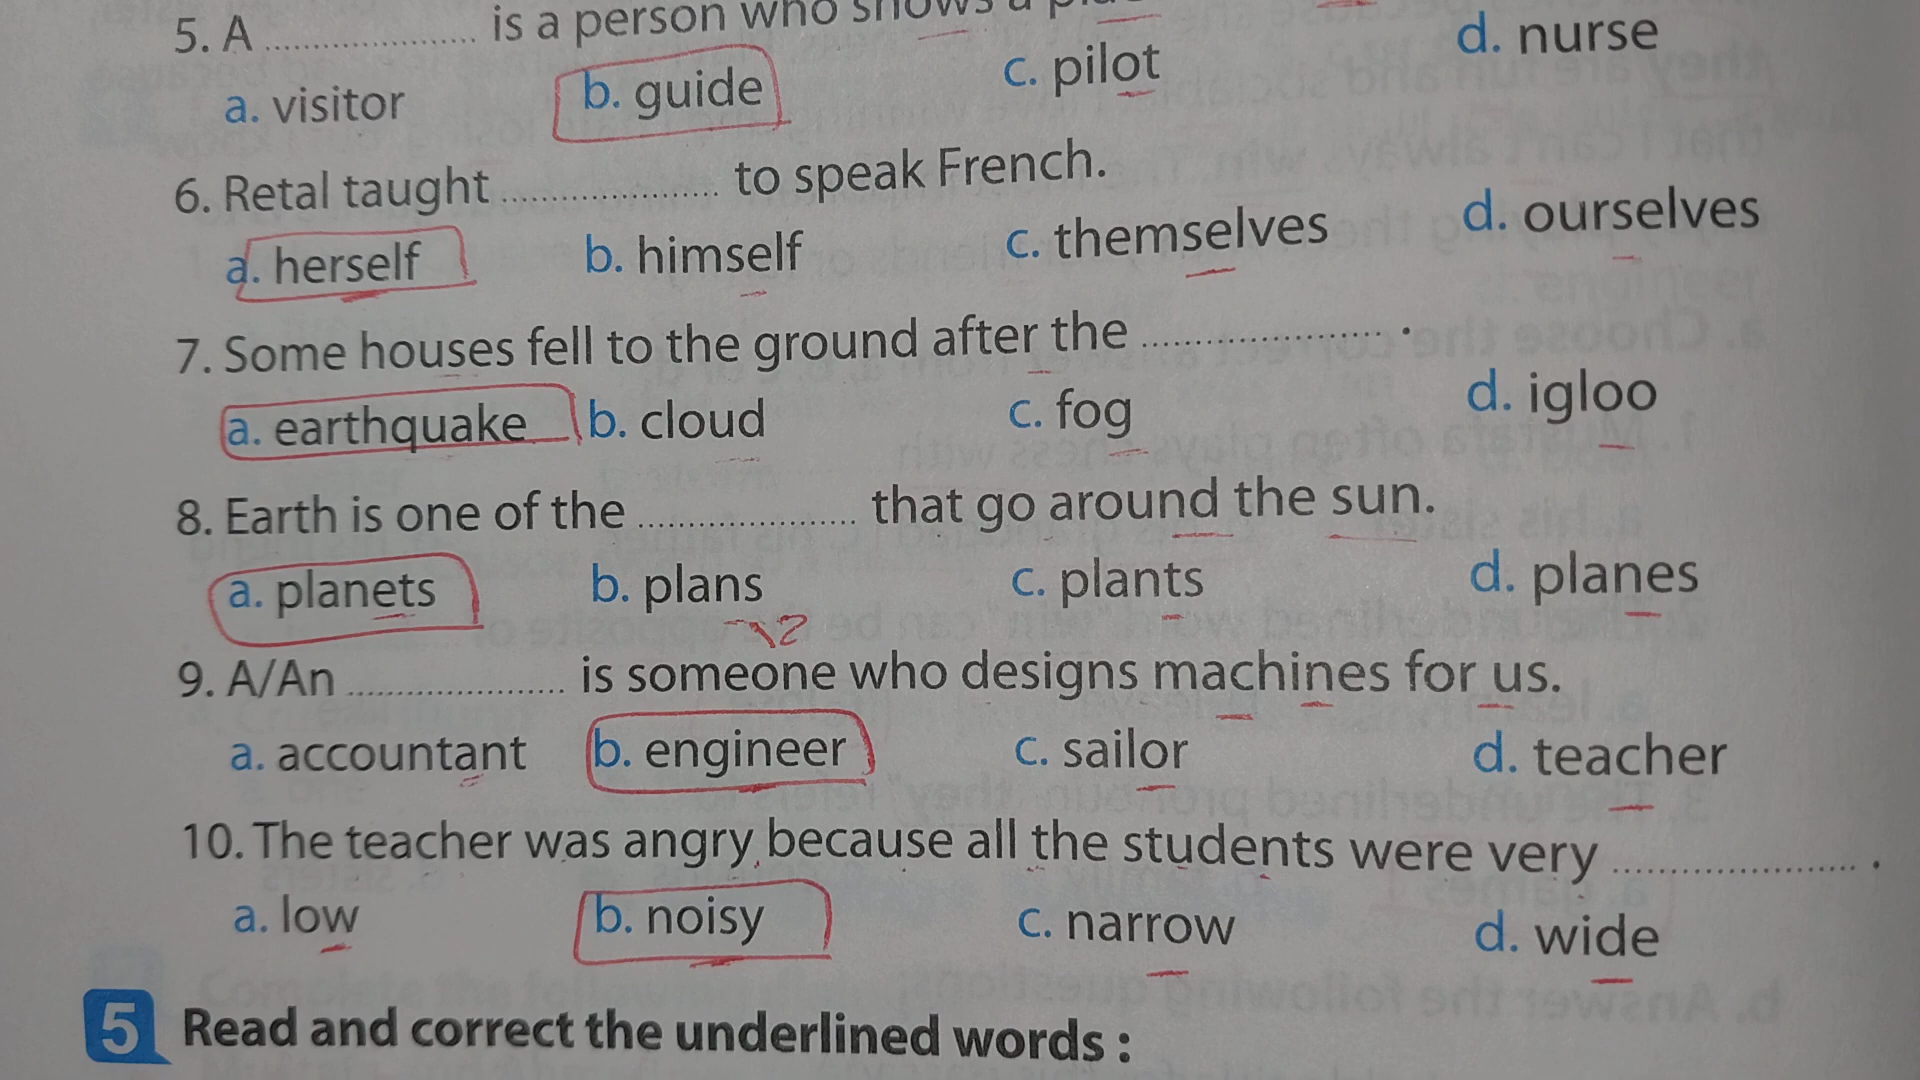 5. A .................... is a person who shows a
a. visitor b. guide c. pilot d. nurse
6. Retal taught .................... to speak French.
a. herself b. himself c. themselves d. ourselves
7. Some houses fell to the ground after the .................... .
a. earthquake b. cloud c. fog d. igloo
8. Earth is one of the .................... that go around the sun.
a. planets b. plans c. plants d. planes
9. A/An .................... is someone who designs machines for us.
a. accountant b. engineer c. sailor d. teacher
10. The teacher was angry because all the students were very .................... .
a. low b. noisy c. narrow d. wide
5 Read and correct the underlined words :